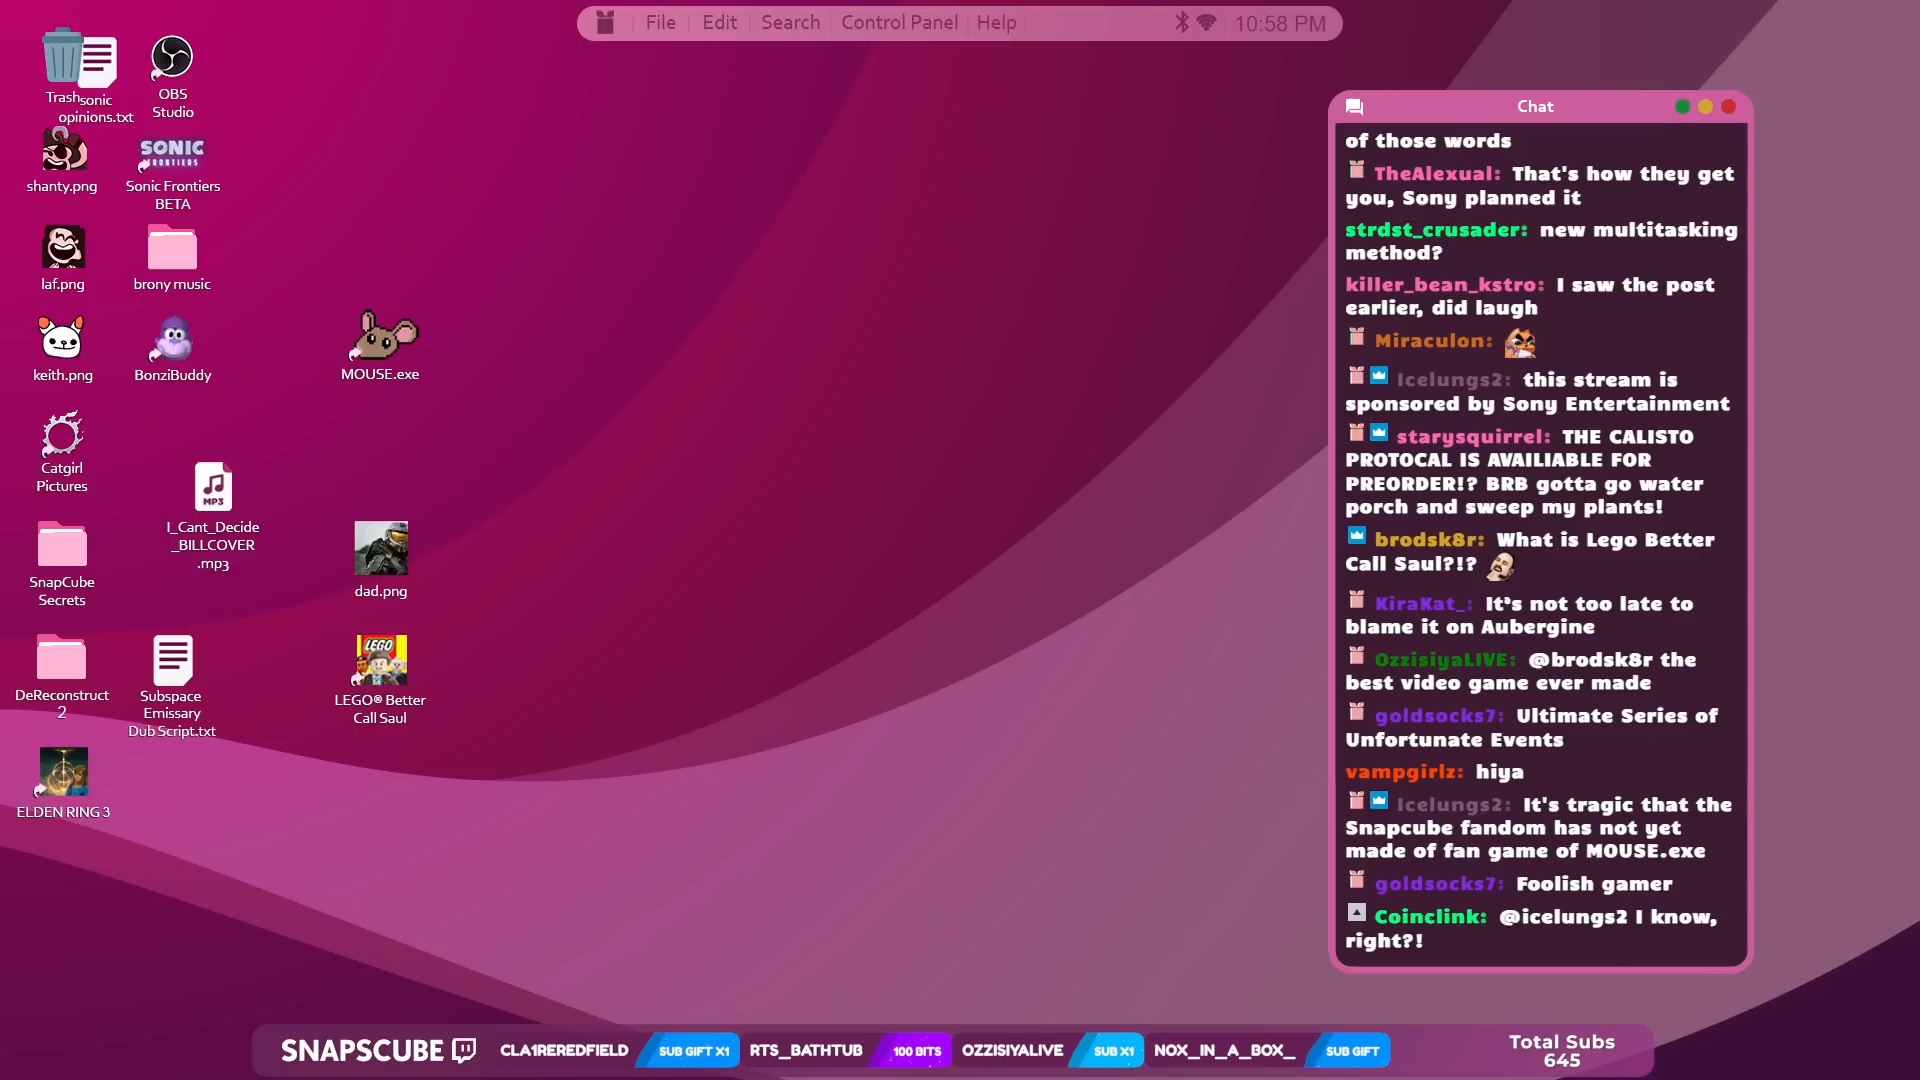 File Edit Search Control Panel Help 10:58 PM
Trash
sonic
opinions.txt
OBS
Studio
shanty.png
SONIC
FRONTIERS
Sonic Frontiers
BETA
laf.png
brony music
keith.png
BonziBuddy
MOUSE.exe
Catgirl
Pictures
MP3
I_Cant_Decide
_BILLCOVER
.mp3
SnapCube
Secrets
dad.png
DeReconstruct
2
Subspace
Emissary
Dub Script.txt
LEGO
LEGO® Better
Call Saul
ELDEN RING 3
Chat
of those words
TheAlexual: That's how they get
you, Sony planned it
strdst_crusader: new multitasking
method?
killer_bean_kstro: I saw the post
earlier, did laugh
Miraculon:
Icelungs2: this stream is
sponsored by Sony Entertainment
starysquirrel: THE CALISTO
PROTOCAL IS AVAILIABLE FOR
PREORDER!? BRB gotta go water
porch and sweep my plants!
brodsk8r: What is Lego Better
Call Saul?!?
KiraKat_: It's not too late to
blame it on Aubergine
OzzisiyaLIVE: @brodsk8r the
best video game ever made
goldsocks7: Ultimate Series of
Unfortunate Events
vampgirlz: hiya
Icelungs2: It's tragic that the
Snapcube fandom has not yet
made of fan game of MOUSE.exe
goldsocks7: Foolish gamer
Coinclink: @icelungs2 I know,
right?!
SNAPSCUBE CLA1REREDFIELD SUB GIFT X1 RTS_BATHTUB 100 BITS OZZISIYALIVE SUB X1 NOX_IN_A_BOX_ SUB GIFT
Total Subs
645